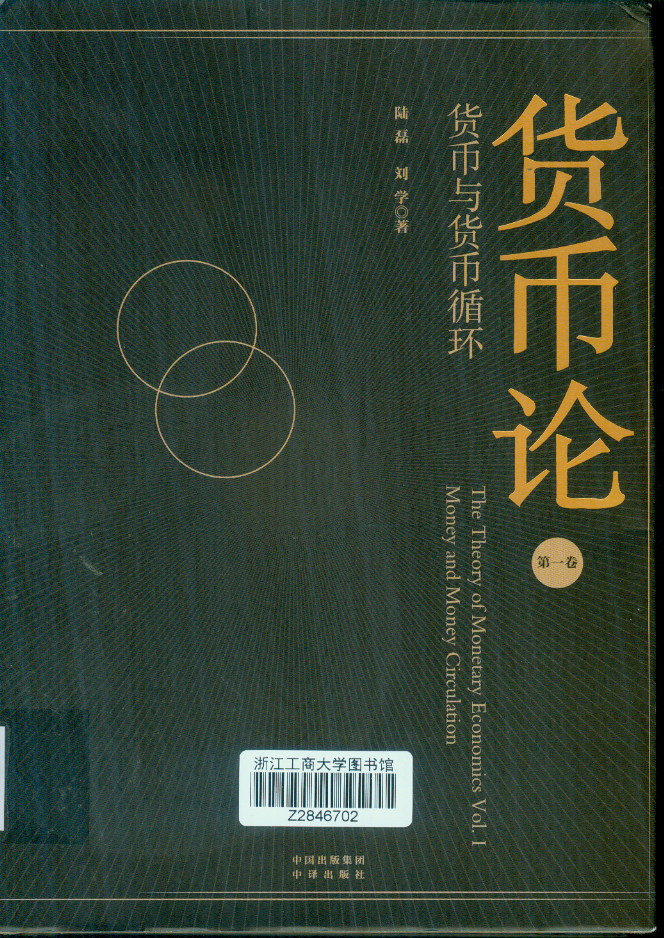 货币论
第一卷
货币与货币循环
The Theory of Monetary Economics Vol. I
Money and Money Circulation
陆磊 刘学◎著
浙江工商大学图书馆
Z2846702
中国出版集团
中译出版社